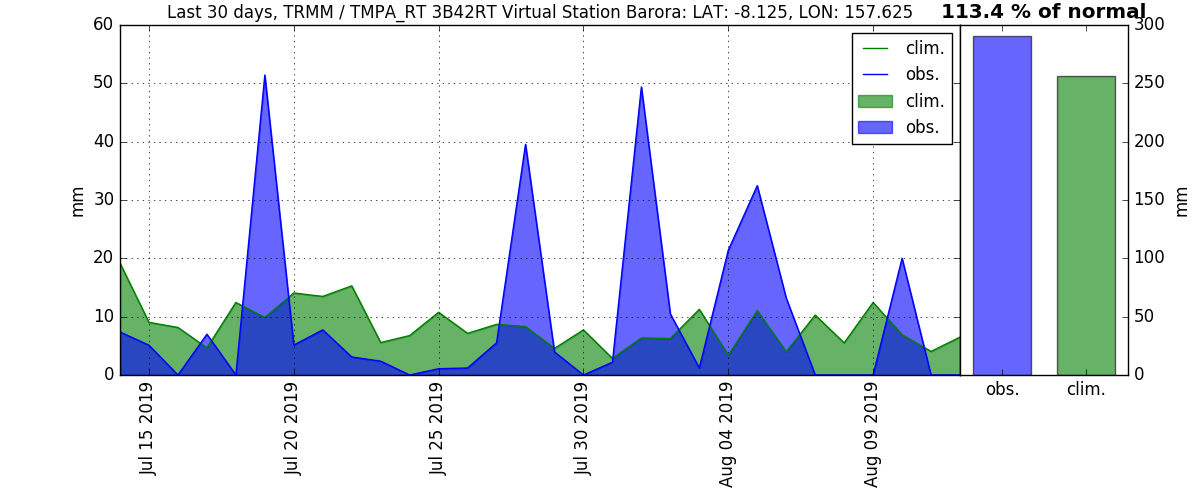 Last 30 days, TRMM / TMPA_RT 3B42RT Virtual Station Barora: LAT: -8.125, LON: 157.625
113.4 % of normal
60
50
40
30
20
10
0
mm
clim.
obs.
clim.
obs.
Jul 15 2019
Jul 20 2019
Jul 25 2019
Jul 30 2019
Aug 04 2019
Aug 09 2019
300
250
200
150
100
50
0
mm
obs.
clim.